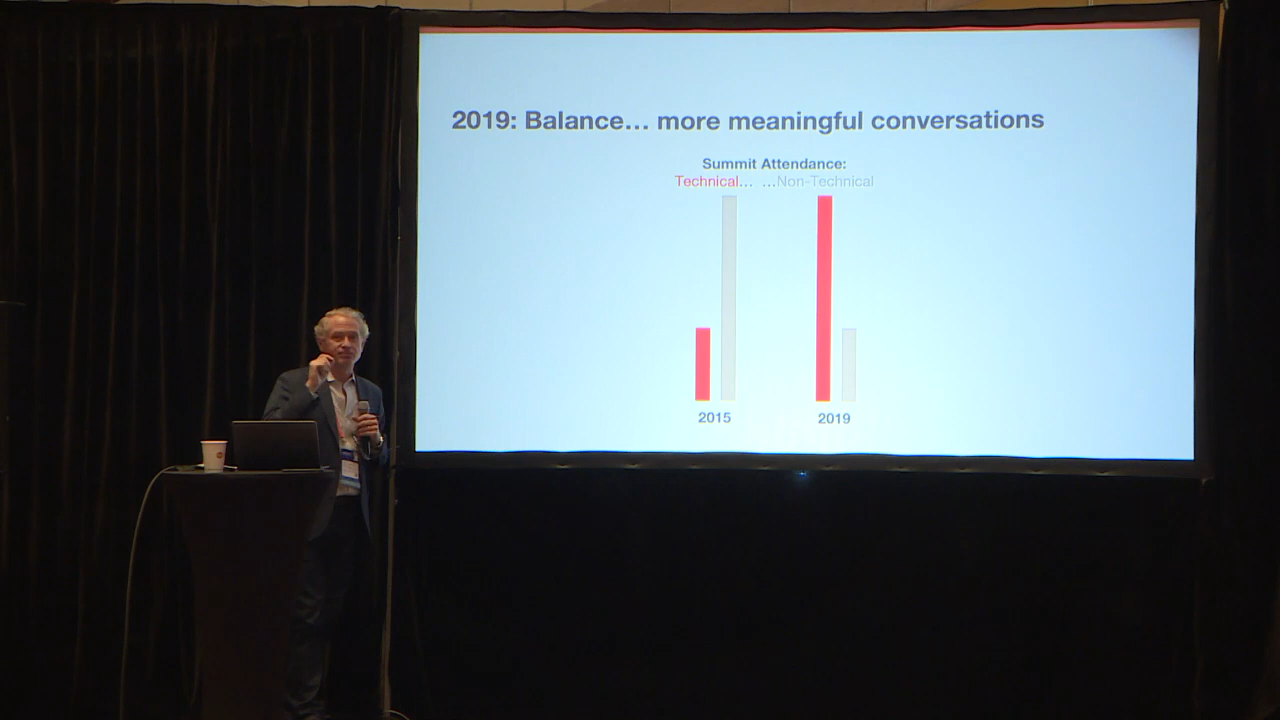 2019: Balance… more meaningful conversations
Summit Attendance:
Technical… …Non-Technical
2015 2019